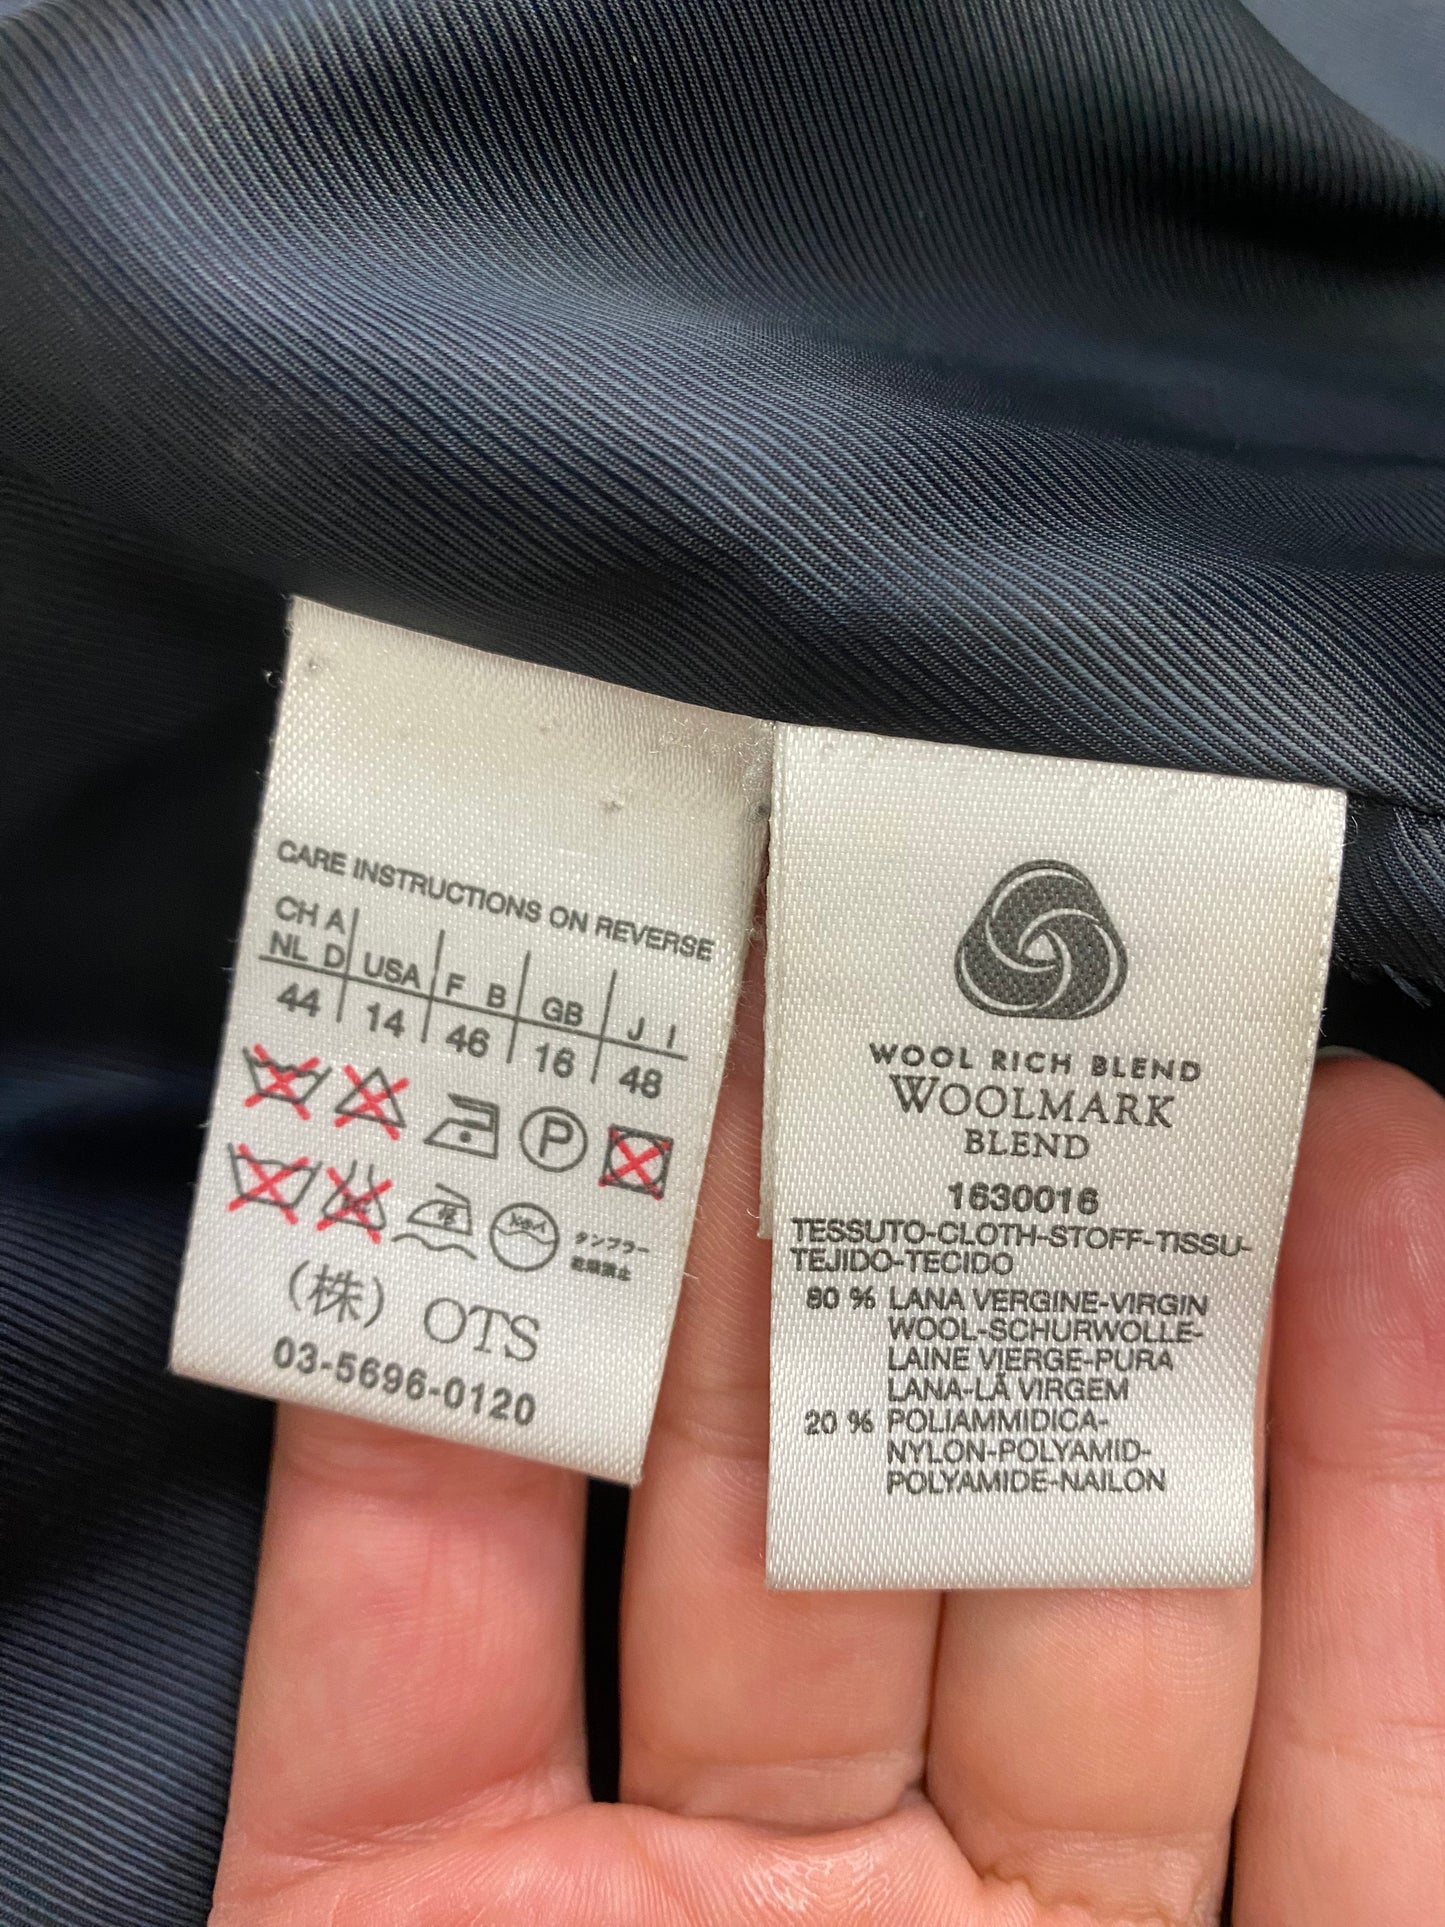 CARE INSTRUCTIONS ON REVERSE
CH A
NL D USA F B GB J I
44 14 46 16 48
P
タンブラー
乾燥禁止
(株) OTS
03-5696-0120
WOOL RICH BLEND
WOOLMARK
BLEND
1630016
TESSUTO-CLOTH-STOFF-TISSU-
TEJIDO-TECIDO
80 % LANA VERGINE-VIRGIN
WOOL-SCHURWOLLE-
LAINE VIERGE-PURA
LANA-LÃ VIRGEM
20 % POLIAMMIDICA-
NYLON-POLYAMID-
POLYAMIDE-NAILON